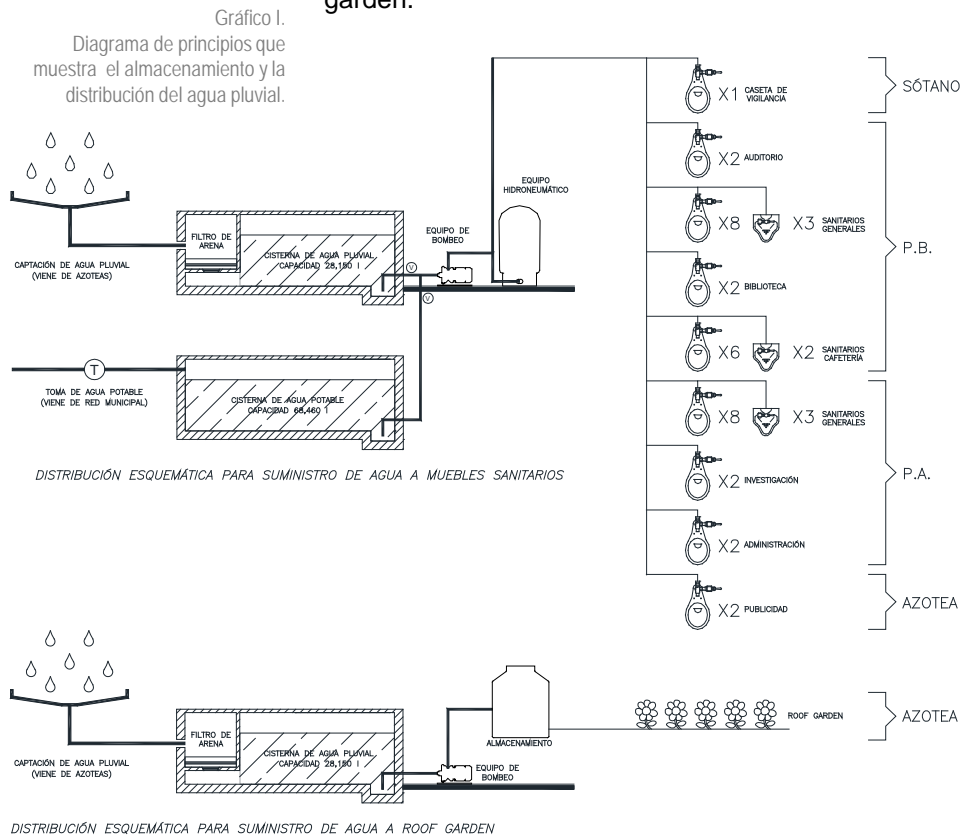 garden.
Gráfico I.
Diagrama de principios que
muestra el almacenamiento y la
distribución del agua pluvial.
CAPTACIÓN DE AGUA PLUVIAL
(VIENE DE AZOTEAS)
FILTRO DE
ARENA
CISTERNA DE AGUA PLUVIAL
CAPACIDAD 28,150 l
V
V
EQUIPO DE
BOMBEO
EQUIPO
HIDRONEUMÁTICO
T
TOMA DE AGUA POTABLE
(VIENE DE RED MUNICIPAL)
CISTERNA DE AGUA POTABLE
CAPACIDAD 68,460 l
DISTRIBUCIÓN ESQUEMÁTICA PARA SUMINISTRO DE AGUA A MUEBLES SANITARIOS
X1 CASETA DE
VIGILANCIA
SÓTANO
X2 AUDITORIO
X8 X3 SANITARIOS
GENERALES
X2 BIBLIOTECA
X6 X2 SANITARIOS
CAFETERÍA
P.B.
X8 X3 SANITARIOS
GENERALES
X2 INVESTIGACIÓN
X2 ADMINISTRACIÓN
P.A.
X2 PUBLICIDAD
AZOTEA
CAPTACIÓN DE AGUA PLUVIAL
(VIENE DE AZOTEAS)
FILTRO DE
ARENA
CISTERNA DE AGUA PLUVIAL
CAPACIDAD 28,150 l
EQUIPO DE
BOMBEO
ALMACENAMIENTO
ROOF GARDEN
AZOTEA
DISTRIBUCIÓN ESQUEMÁTICA PARA SUMINISTRO DE AGUA A ROOF GARDEN